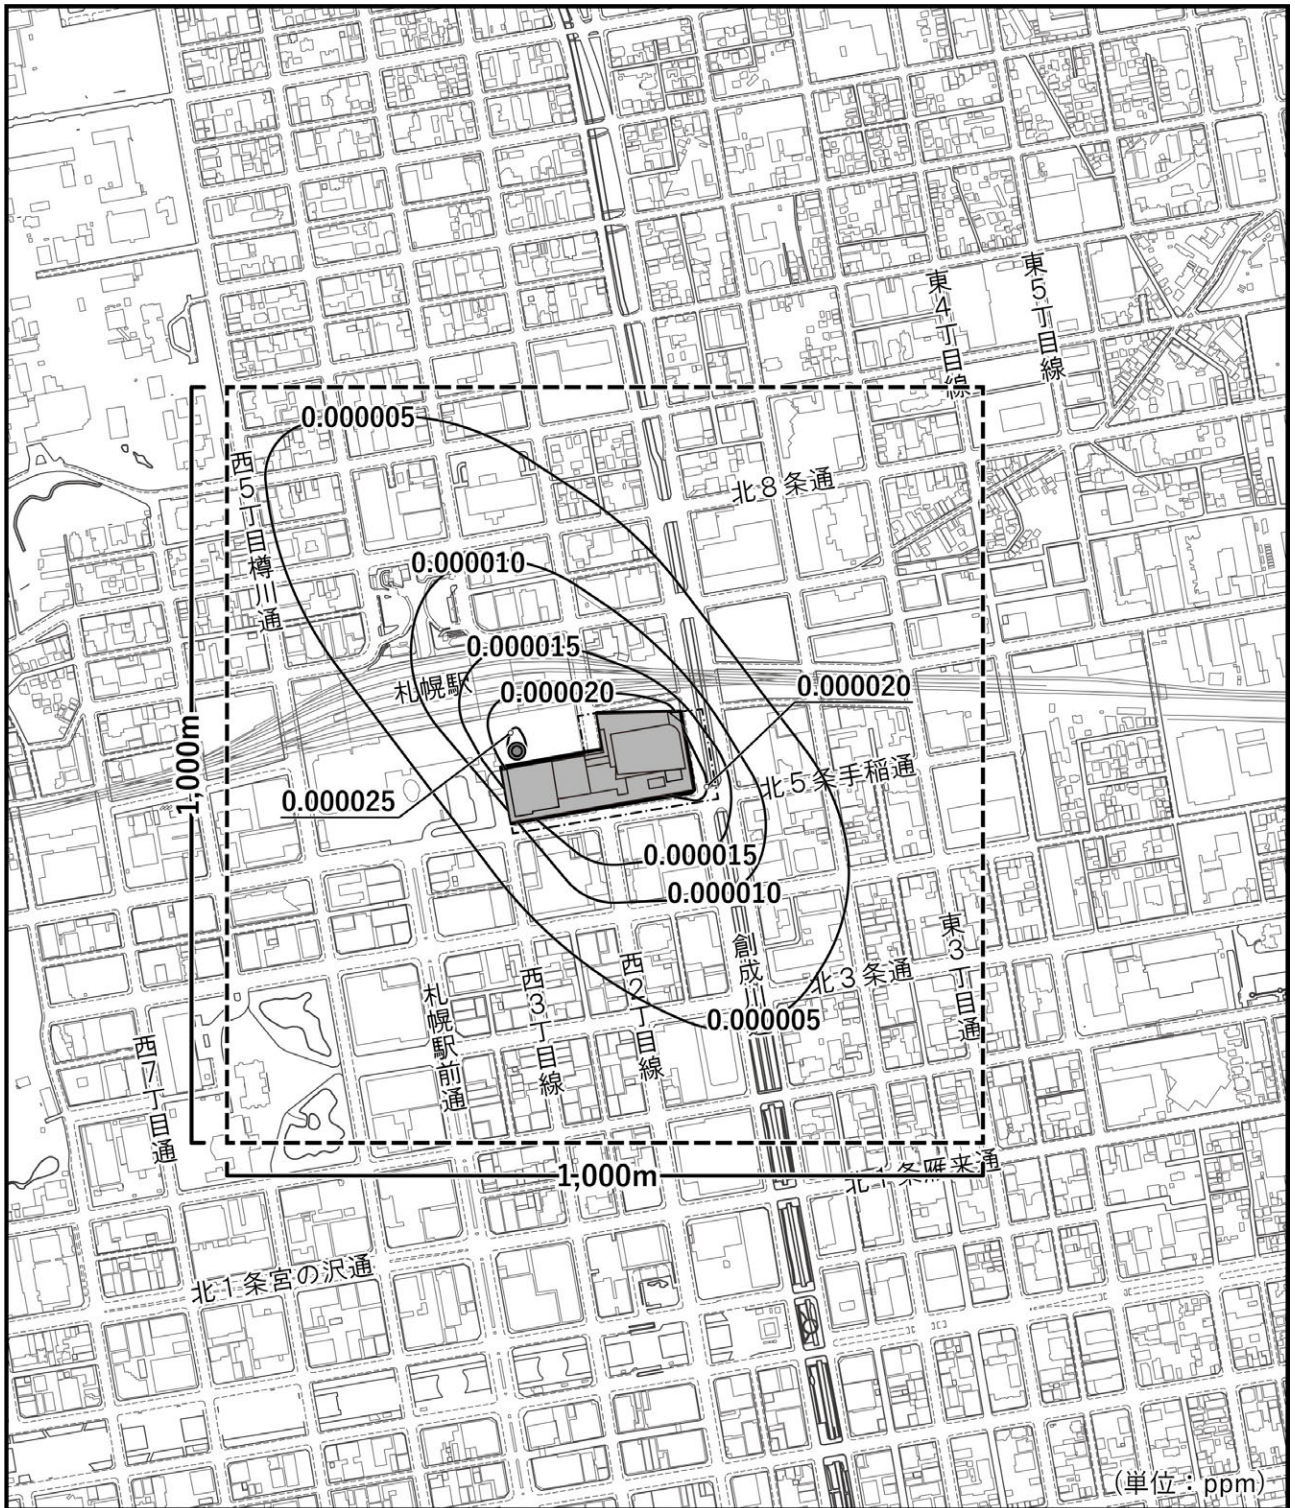 東4丁目線
東5丁目線
0.000005
西5丁目樽川通
北8条通
0.000010
0.000015
札幌駅
0.000020
0.000020
1,000m
北5条手稲通
0.000025
0.000015
0.000010
創成川
北3条通
東3丁目通
西2丁目線
西3丁目線
札幌駅前通
0.000005
西7丁目通
1,000m
北1条雁来通
北1条宮の沢通
(単位：ppm)